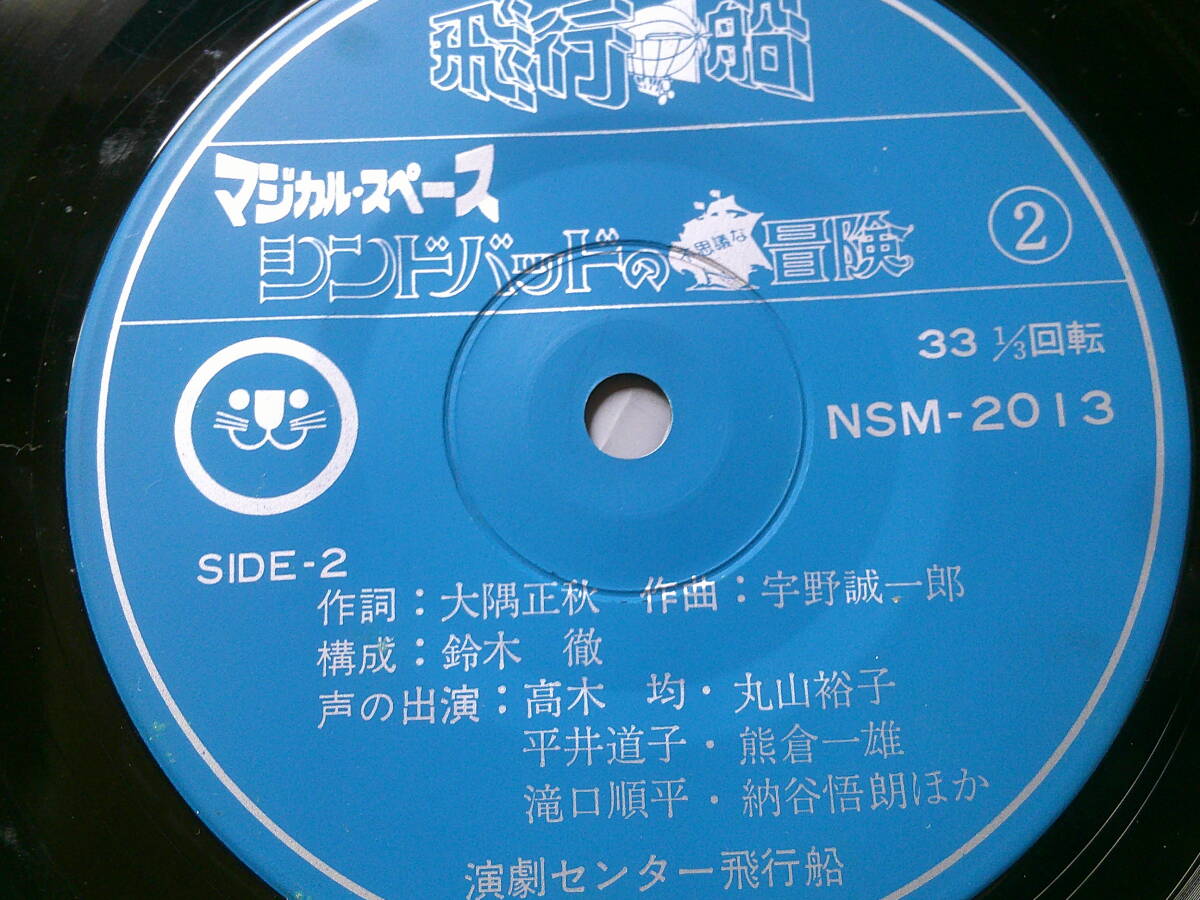 飛行船
マジカル・スペース
シンドバッドの不思議な冒険
②
33 1/3回転
NSM-2013
SIDE-2
作詞：大隅正秋 作曲：宇野誠一郎
構成：鈴木 徹
声の出演：高木 均・丸山裕子
平井道子・熊倉一雄
滝口順平・納谷悟朗ほか
演劇センター飛行船